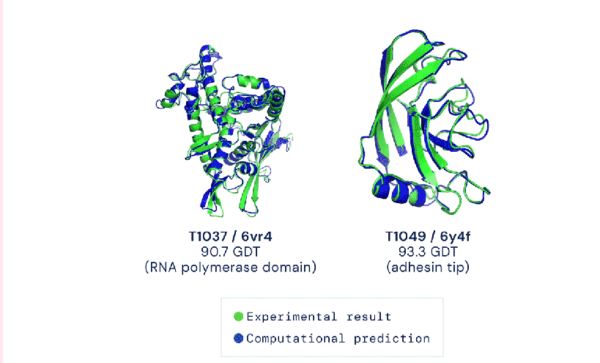 T1037 / 6vr4
90.7 GDT
(RNA polymerase domain)
T1049 / 6y4f
93.3 GDT
(adhesin tip)
Experimental result
Computational prediction